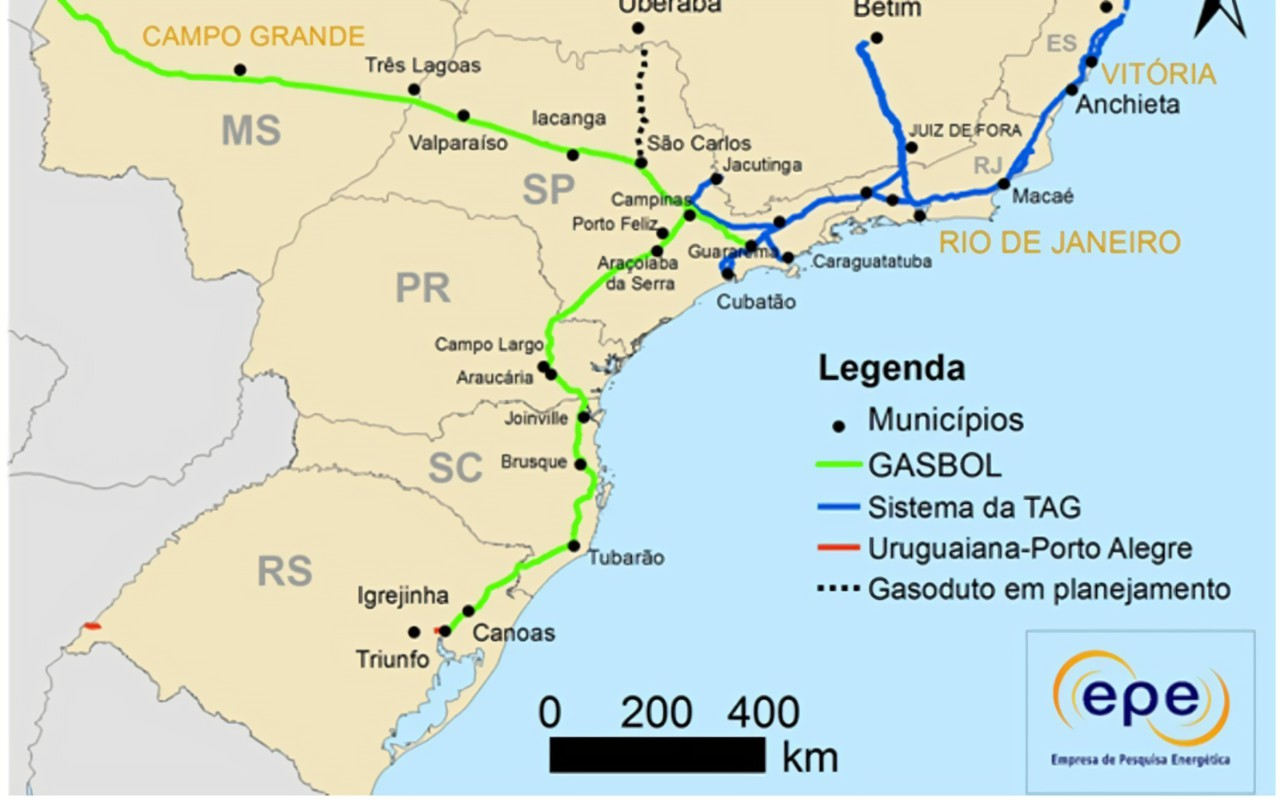 Uberaba
Betim
CAMPO GRANDE
ES
Três Lagoas
VITÓRIA
Anchieta
MS
Iacanga
Valparaíso
JUIZ DE FORA
São Carlos
Jacutinga
RJ
SP
Campinas
Macaé
Porto Feliz
RIO DE JANEIRO
Guararema
Araçoiaba
da Serra
Caraguatatuba
PR
Cubatão
Campo Largo
Araucária
Legenda
Joinville
Municípios
Brusque
SC
GASBOL
Sistema da TAG
Uruguaiana-Porto Alegre
Tubarão
RS
Gasoduto em planejamento
Igrejinha
Canoas
Triunfo
0 200 400
km
epe
Empresa de Pesquisa Energética